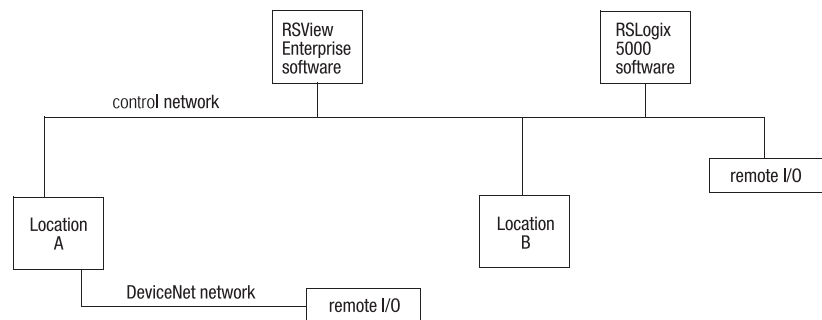 RSView
Enterprise
software
RSLogix
5000
software
control network
remote I/O
Location
A
Location
B
DeviceNet network
remote I/O